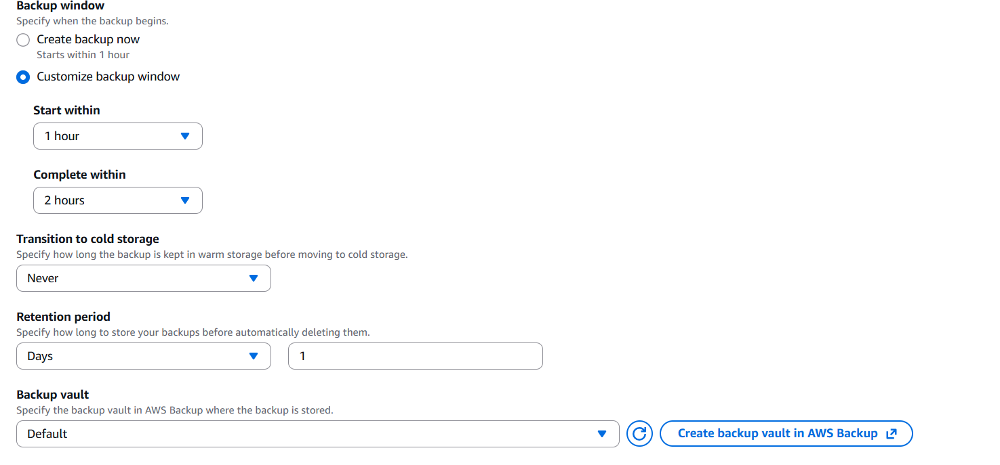 Backup window
Specify when the backup begins.
Create backup now
Starts within 1 hour
Customize backup window
Start within
1 hour
Complete within
2 hours
Transition to cold storage
Specify how long the backup is kept in warm storage before moving to cold storage.
Never
Retention period
Specify how long to store your backups before automatically deleting them.
Days 1
Backup vault
Specify the backup vault in AWS Backup where the backup is stored.
Default Create backup vault in AWS Backup